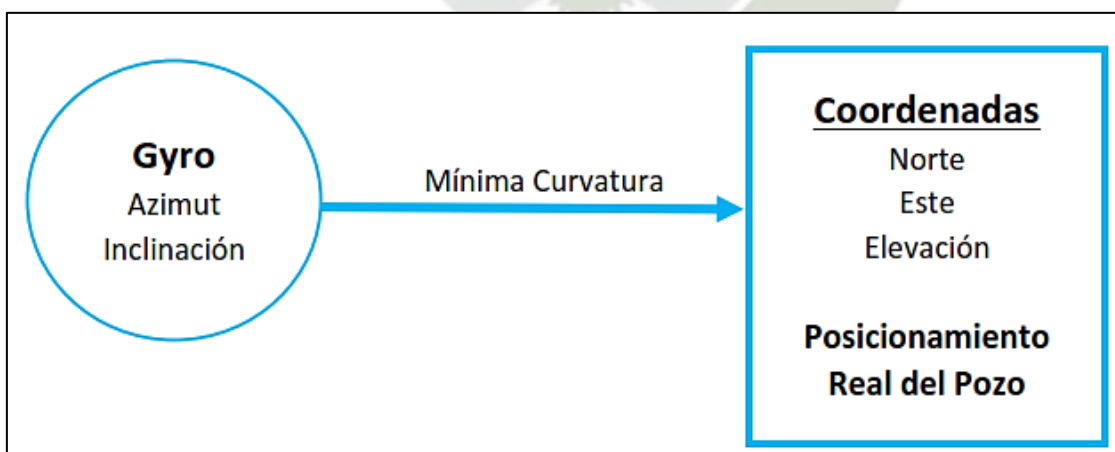 Gyro
Azimut
Inclinación
Mínima Curvatura
Coordenadas
Norte
Este
Elevación
Posicionamiento
Real del Pozo